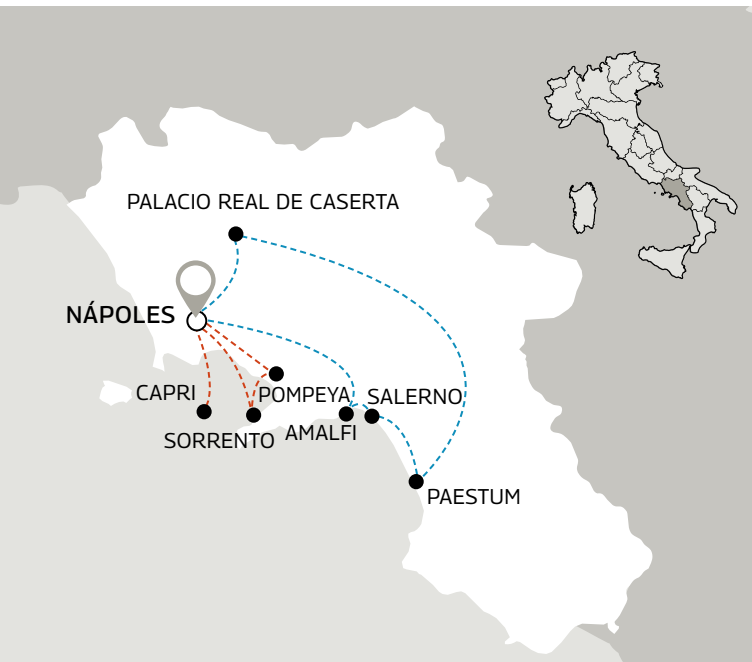 PALACIO REAL DE CASERTA
NÁPOLES
CAPRI
POMPEYA
SALERNO
SORRENTO
AMALFI
PAESTUM